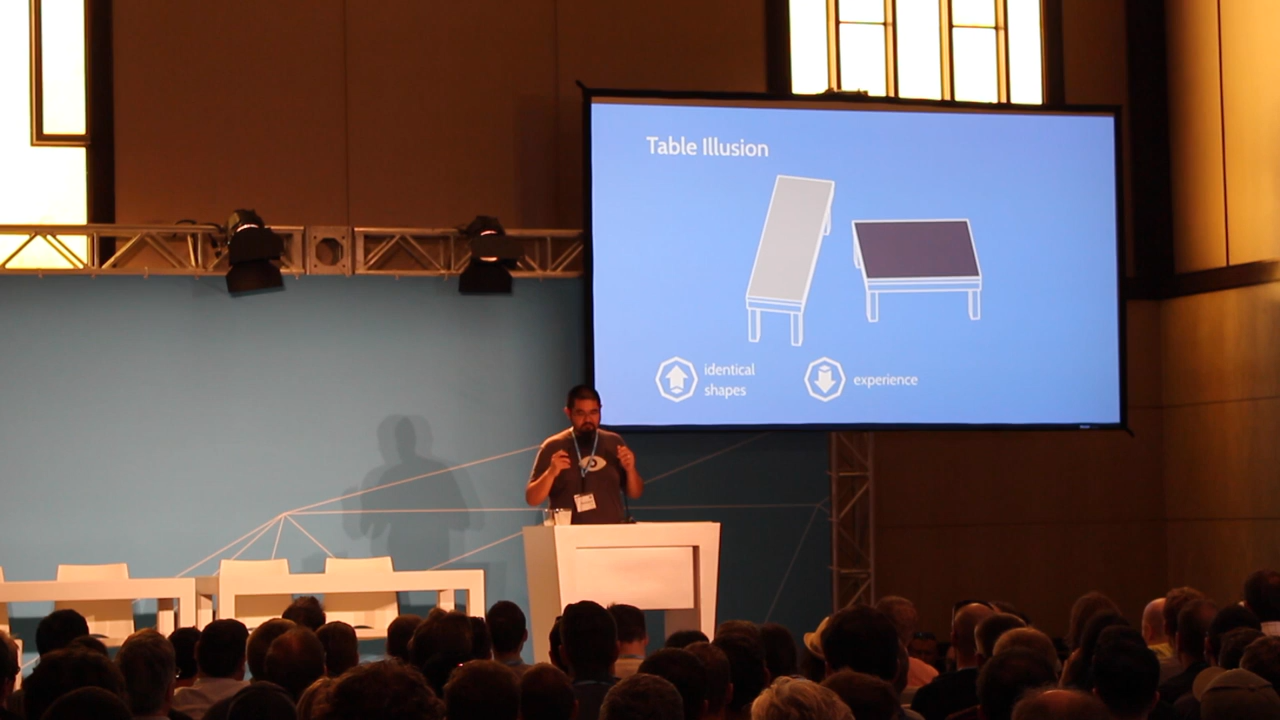 Table Illusion
identical
shapes
experience